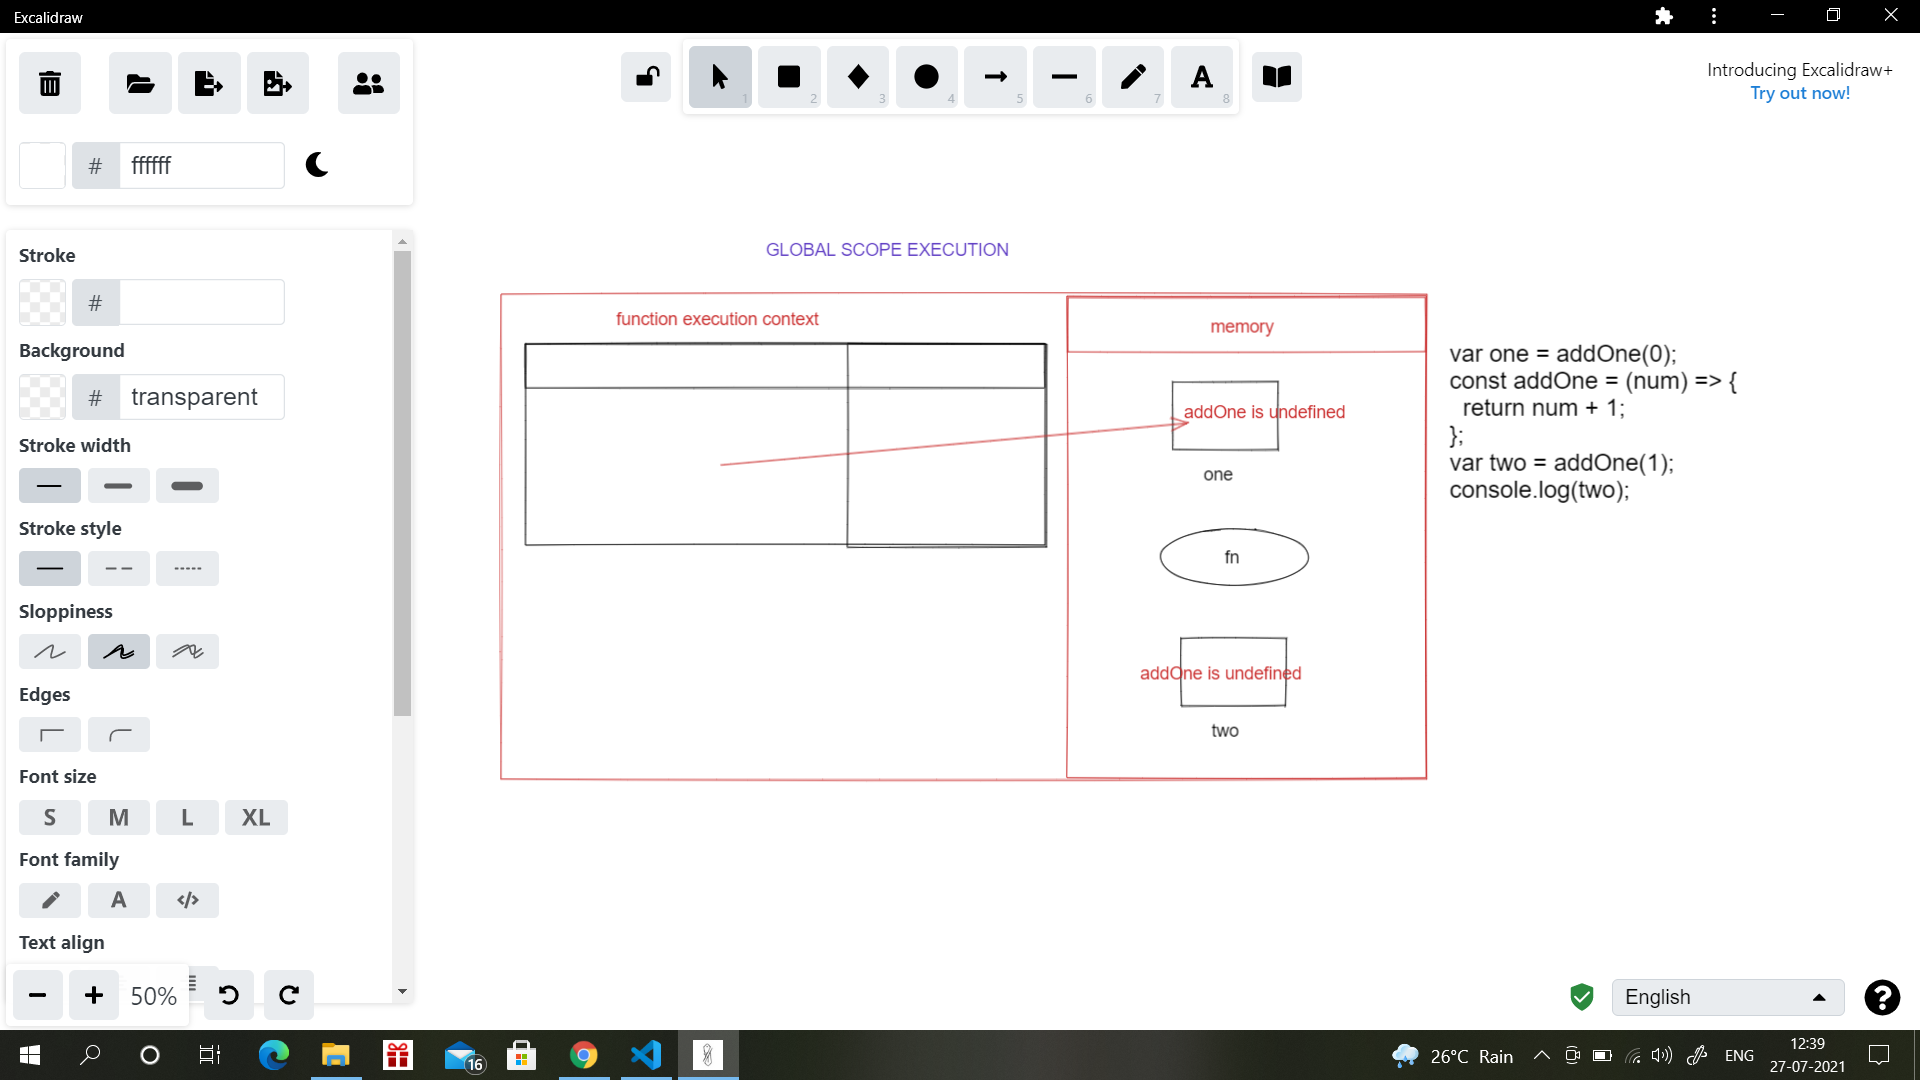 Excalidraw
1
2
3
4
5
6
7
A
8
Introducing Excalidraw+
Try out now!
# ffffff
Stroke
#
Background
# transparent
Stroke width
Stroke style
Sloppiness
Edges
Font size
S M L XL
Font family
A </>
Text align
50%
GLOBAL SCOPE EXECUTION
function execution context
memory
addOne is undefined
one
fn
addOne is undefined
two
var one = addOne(0);
const addOne = (num) => {
return num + 1;
};
var two = addOne(1);
console.log(two);
English
?
16
26°C Rain
ENG
12:39
27-07-2021